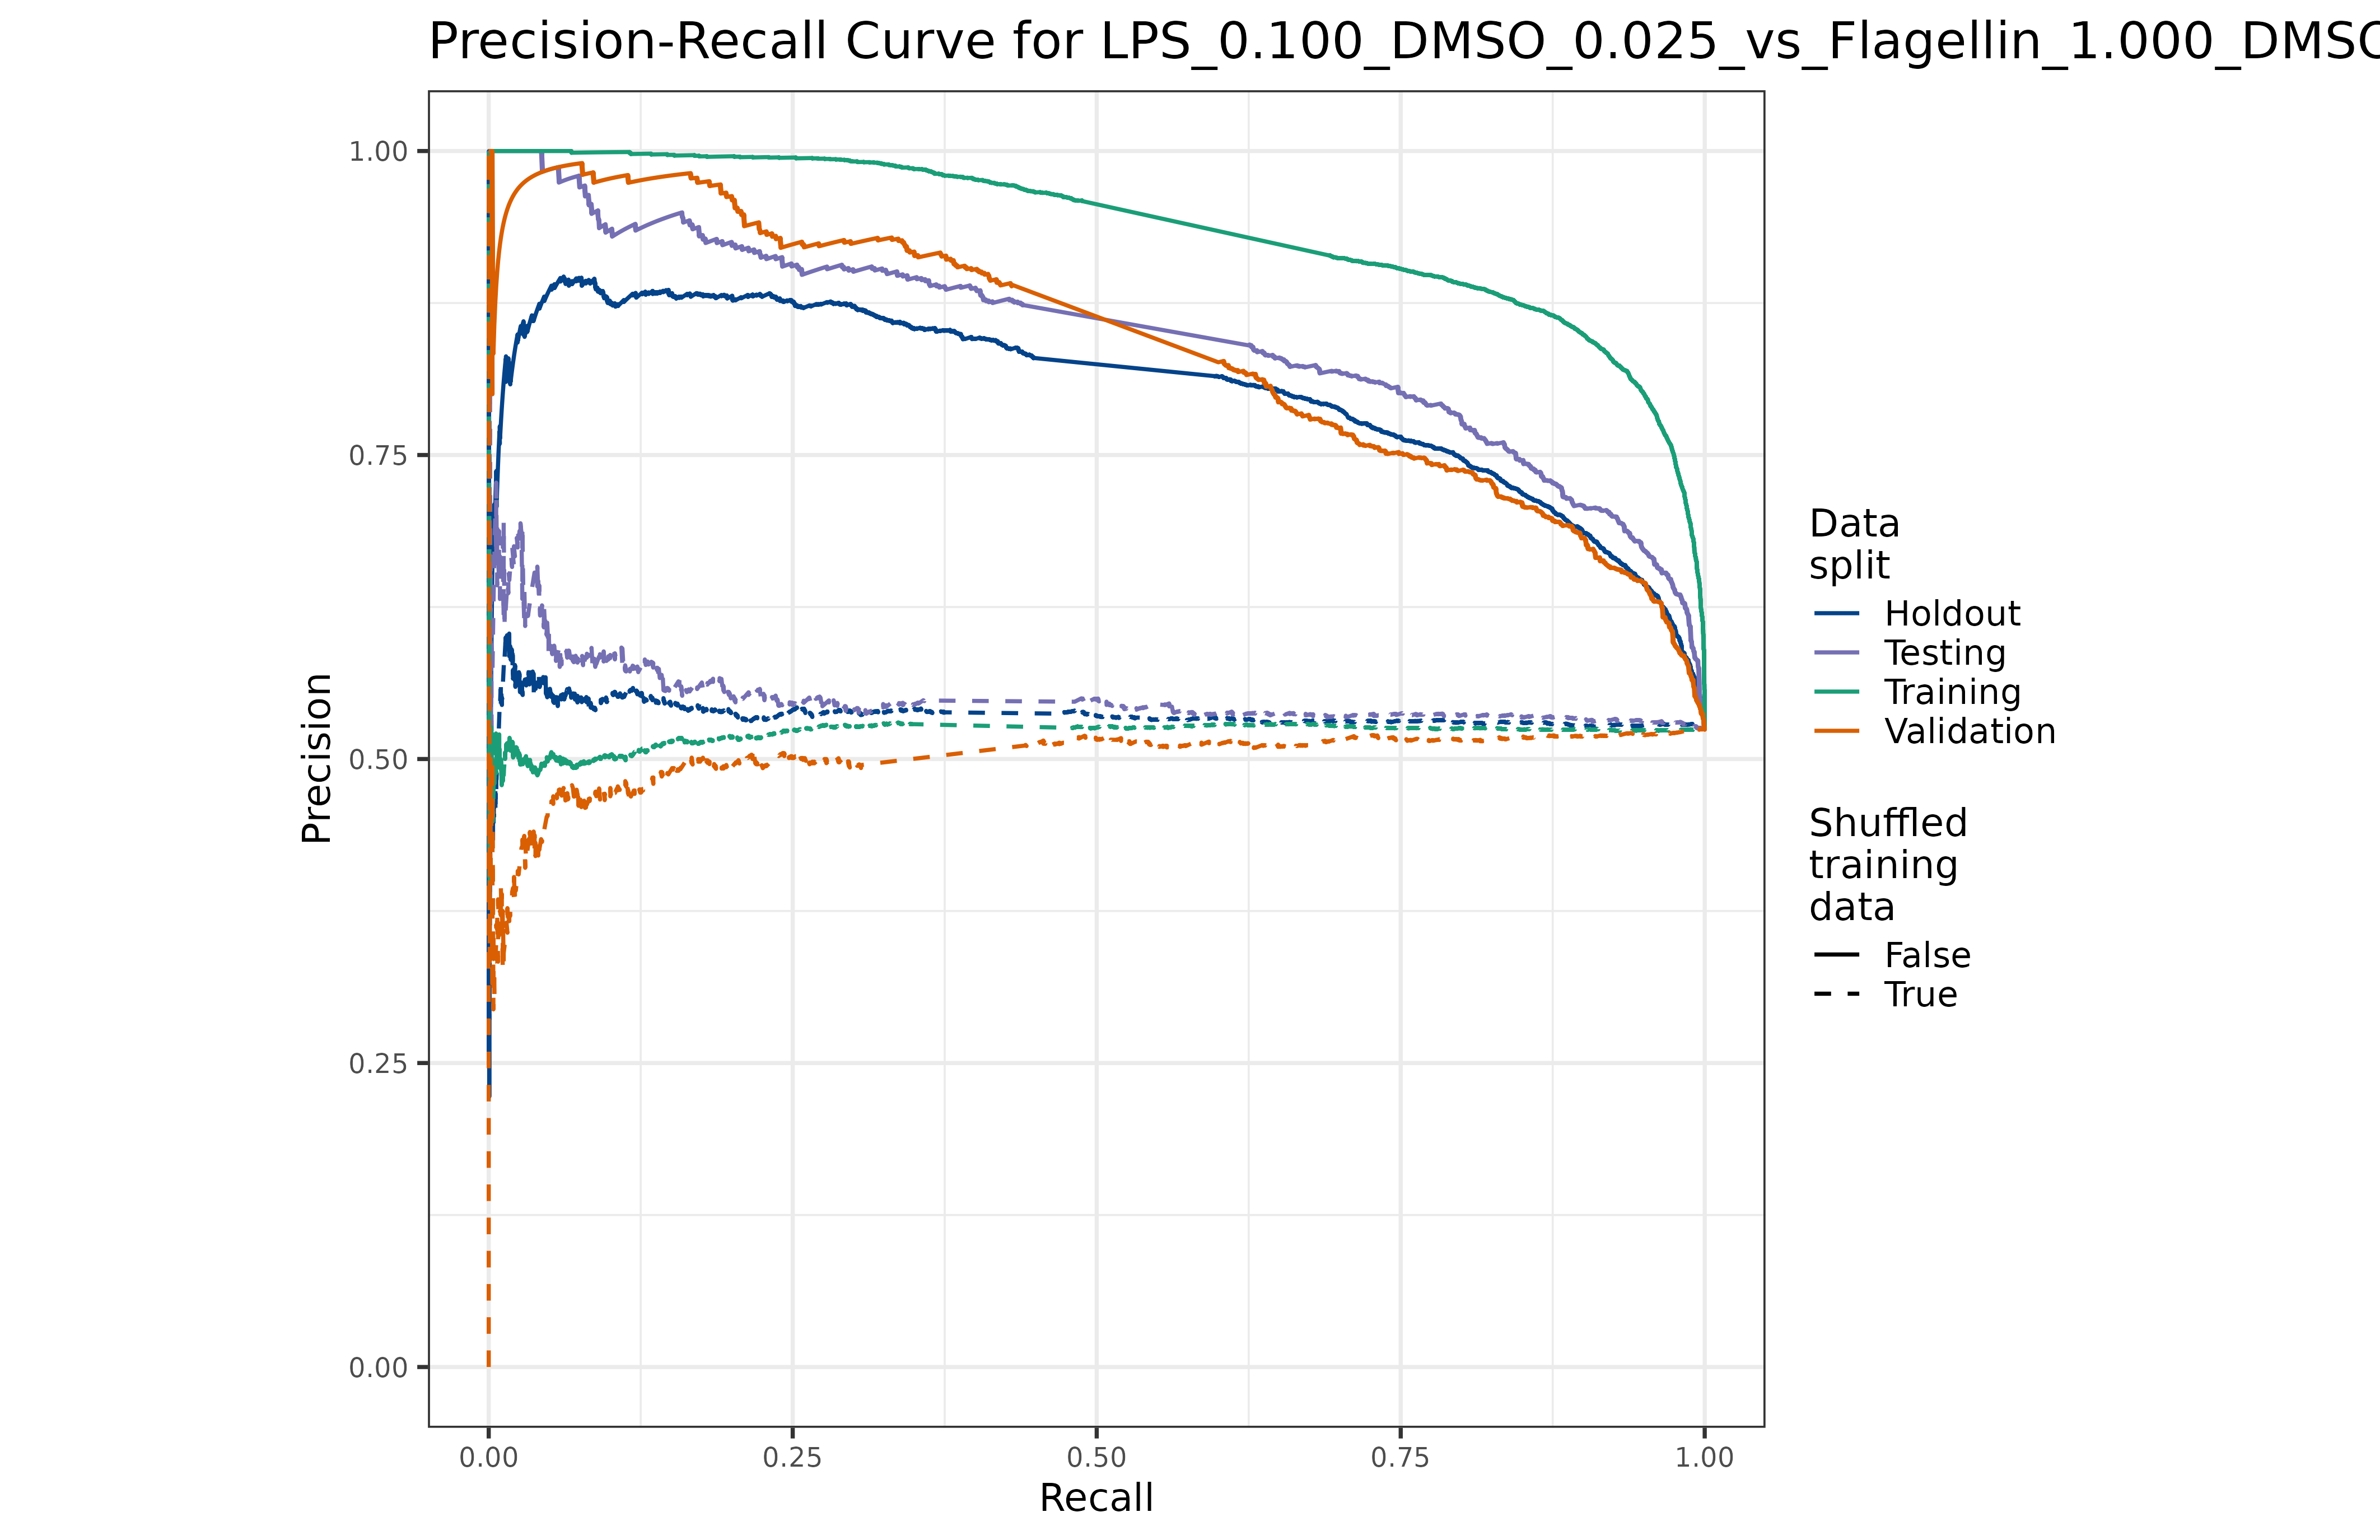 Precision-Recall Curve for LPS_0.100_DMSO_0.025_vs_Flagellin_1.000_DMSO
1.00
0.75
0.50
0.25
0.00
Precision
0.00 0.25 0.50 0.75 1.00
Recall
Data
split
Holdout
Testing
Training
Validation
Shuffled
training
data
False
True